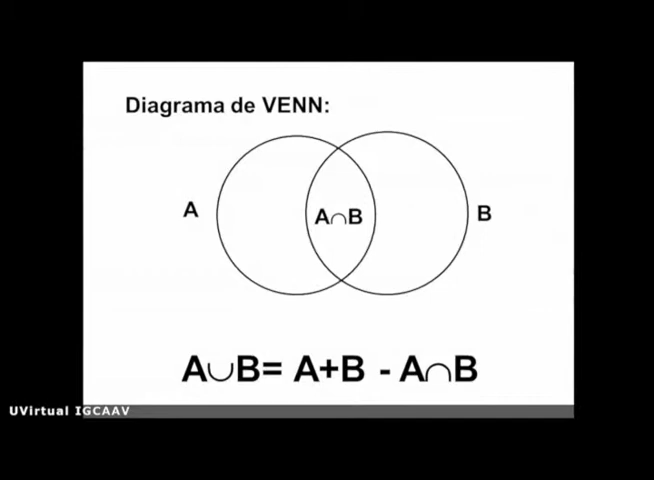 Diagrama de VENN:
A A∩B B
A∪B= A+B - A∩B
UVirtual IGCAAV